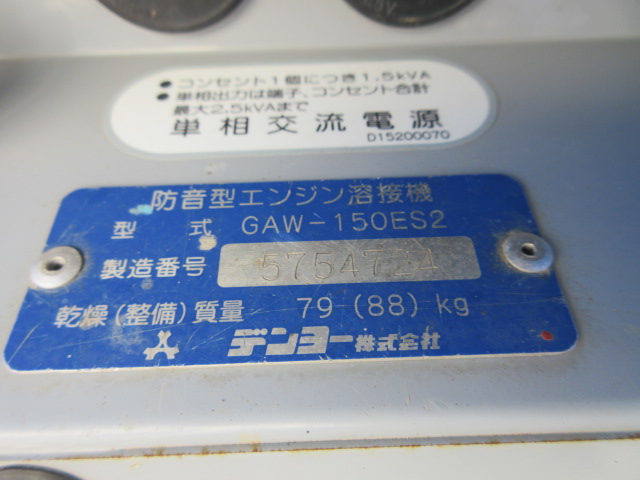 ● コンセント1個につき1.5kVA
● 単相出力は端子、コンセント合計
最大2.5kVAまで
単相交流電源
D15200070
防音型エンジン溶接機
型 式 GAW-150ES2
製造番号 5754724
乾燥(整備)質量 79 (88) kg
デンヨー株式会社